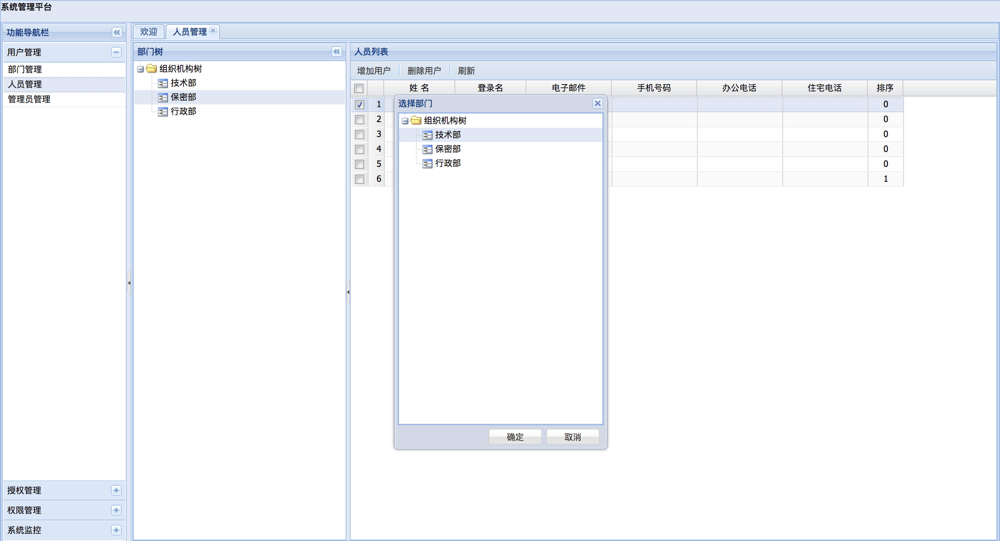 系统管理平台
功能导航栏
用户管理
部门管理
人员管理
管理员管理
授权管理
权限管理
系统监控
欢迎 人员管理
部门树
组织机构树
技术部
保密部
行政部
人员列表
增加用户 删除用户 刷新
姓 名 登录名 电子邮件 手机号码 办公电话 住宅电话 排序
1 0
2 0
3 0
4 0
5 0
6 1
选择部门
组织机构树
技术部
保密部
行政部
确定 取消